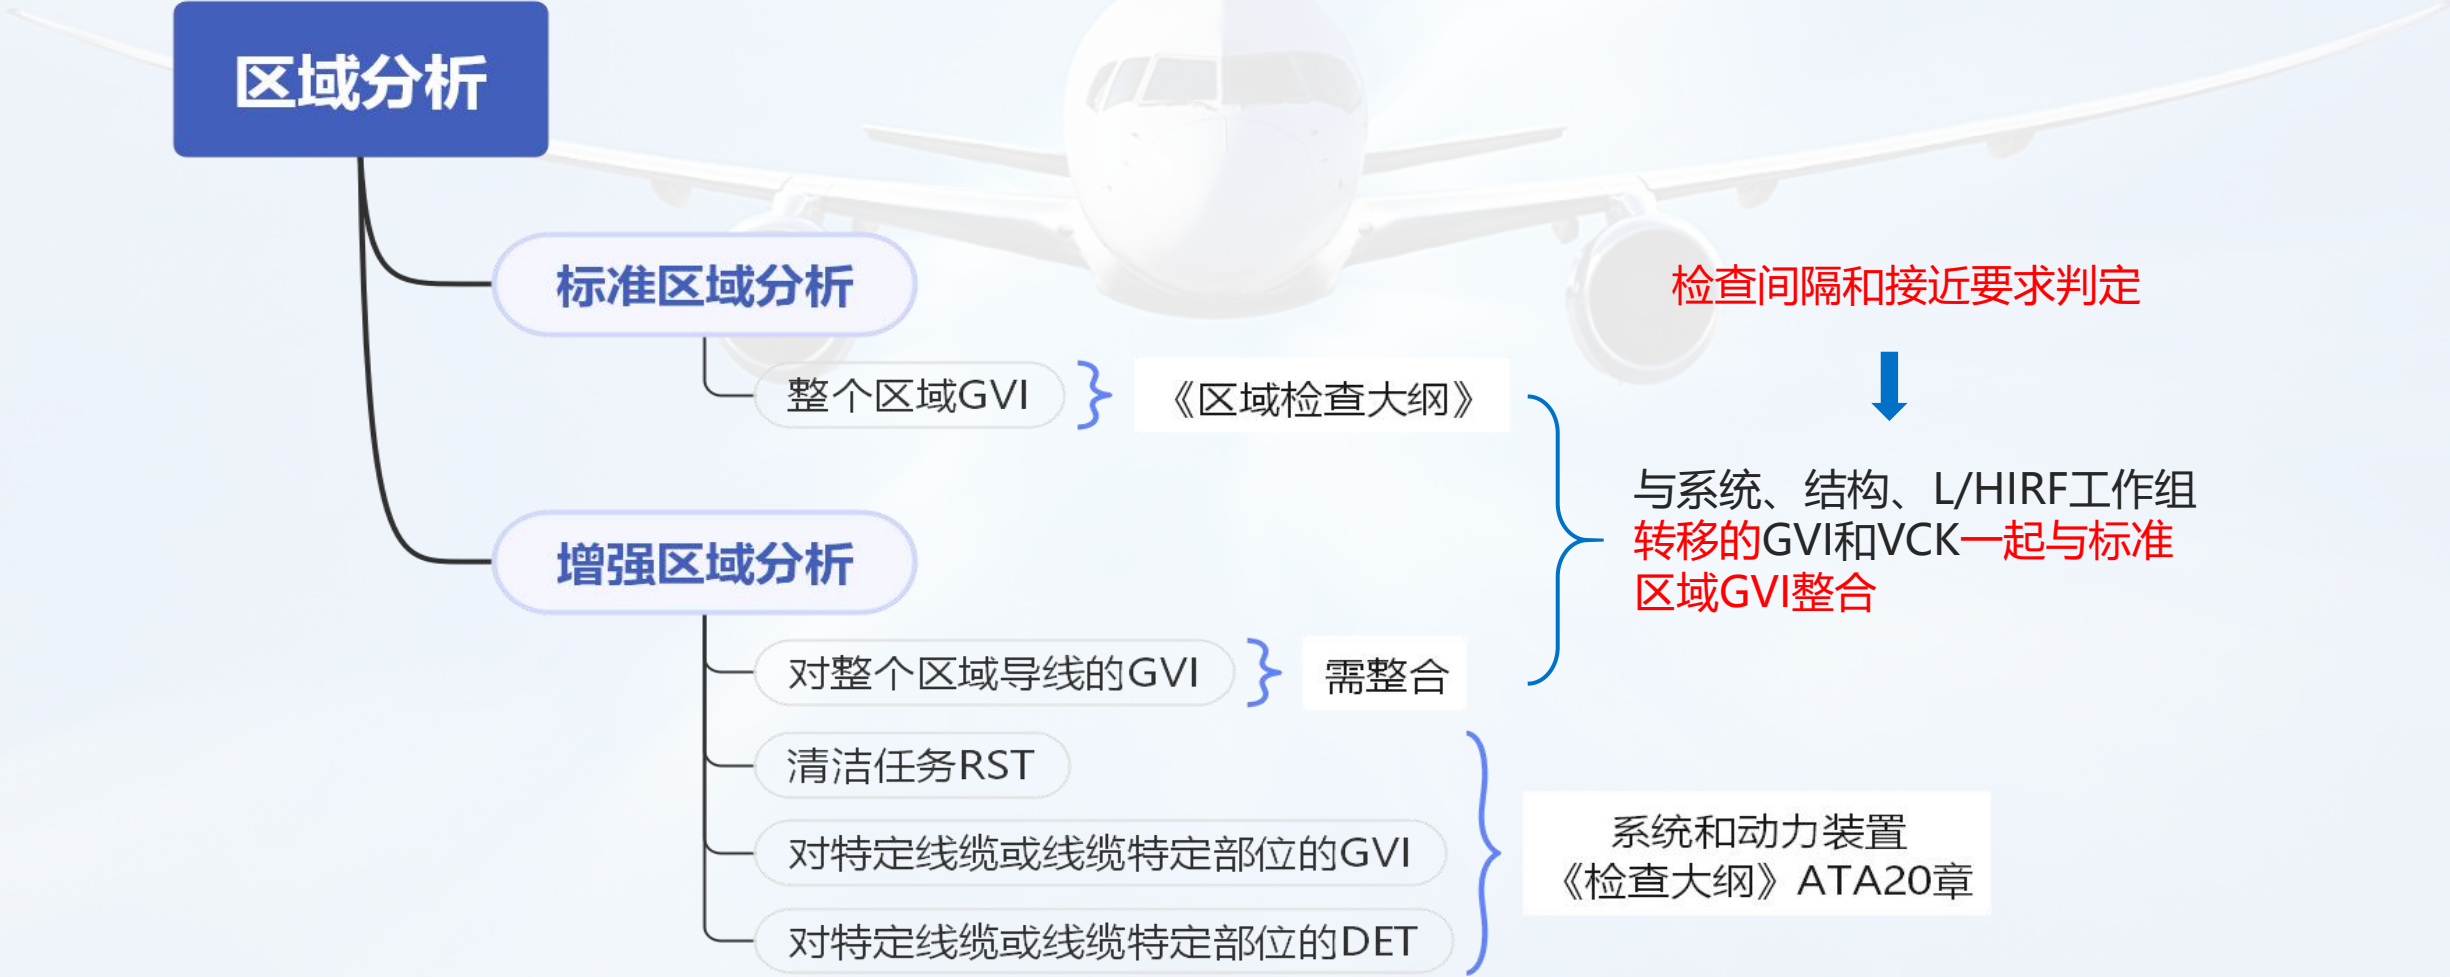 区域分析
标准区域分析
检查间隔和接近要求判定
整个区域GVI
《区域检查大纲》
与系统、结构、L/HIRF工作组
转移的GVI和VCK一起与标准
区域GVI整合
增强区域分析
对整个区域导线的GVI
需整合
清洁任务RST
对特定线缆或线缆特定部位的GVI
对特定线缆或线缆特定部位的DET
系统和动力装置
《检查大纲》ATA20章